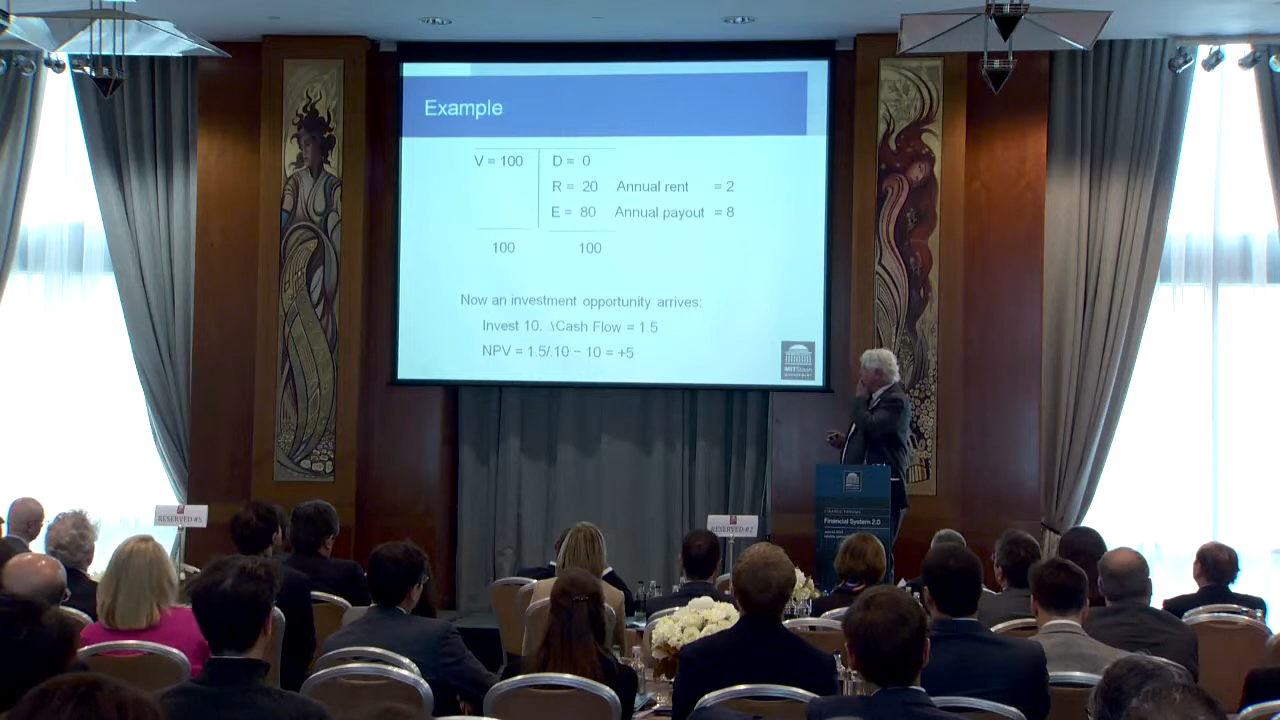 Example
V = 100 D = 0
R = 20 Annual rent = 2
E = 80 Annual payout = 8
100 100
Now an investment opportunity arrives:
Invest 10. ∆Cash Flow = 1.5
NPV = 1.5/.10 − 10 = +5
MITSloan
MANAGEMENT
Financial System 2.0
RESERVED #5
RESERVED #2